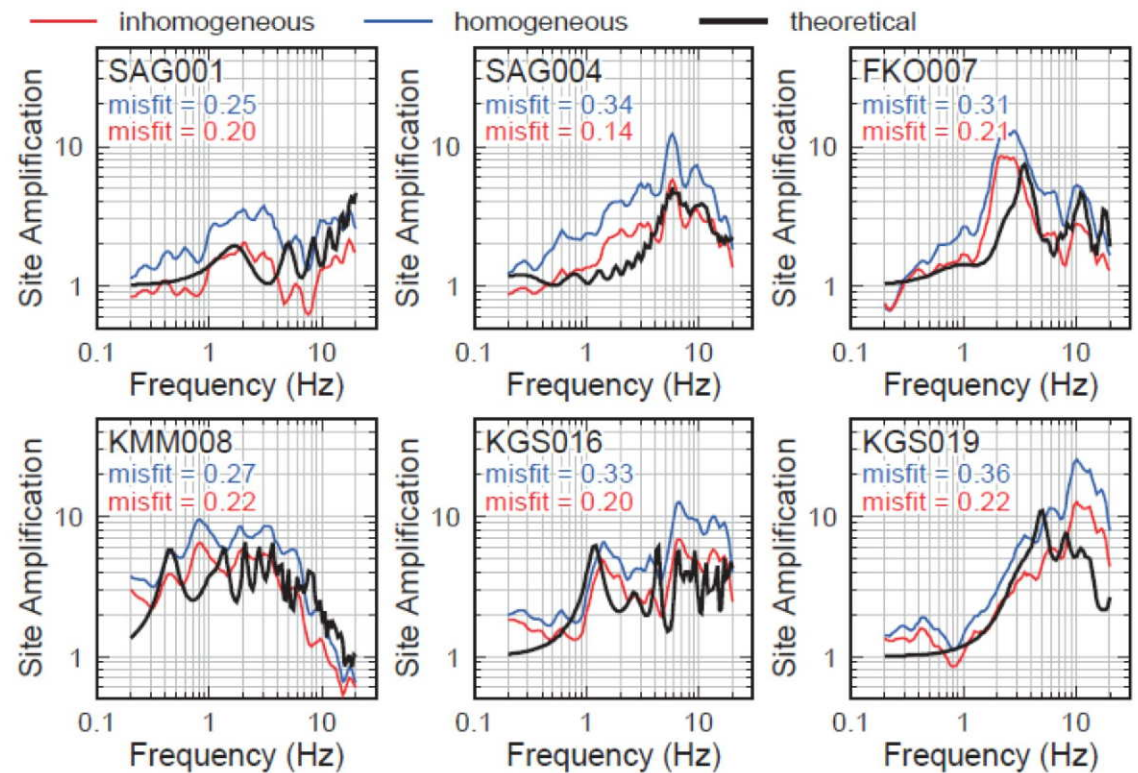 inhomogeneous homogeneous theoretical
SAG001
misfit = 0.25
misfit = 0.20
Site Amplification
10
1
0.1 1 10
Frequency (Hz)
SAG004
misfit = 0.34
misfit = 0.14
Site Amplification
10
1
0.1 1 10
Frequency (Hz)
FKO007
misfit = 0.31
misfit = 0.21
Site Amplification
10
1
0.1 1 10
Frequency (Hz)
KMM008
misfit = 0.27
misfit = 0.22
Site Amplification
10
1
0.1 1 10
Frequency (Hz)
KGS016
misfit = 0.33
misfit = 0.20
Site Amplification
10
1
0.1 1 10
Frequency (Hz)
KGS019
misfit = 0.36
misfit = 0.22
Site Amplification
10
1
0.1 1 10
Frequency (Hz)